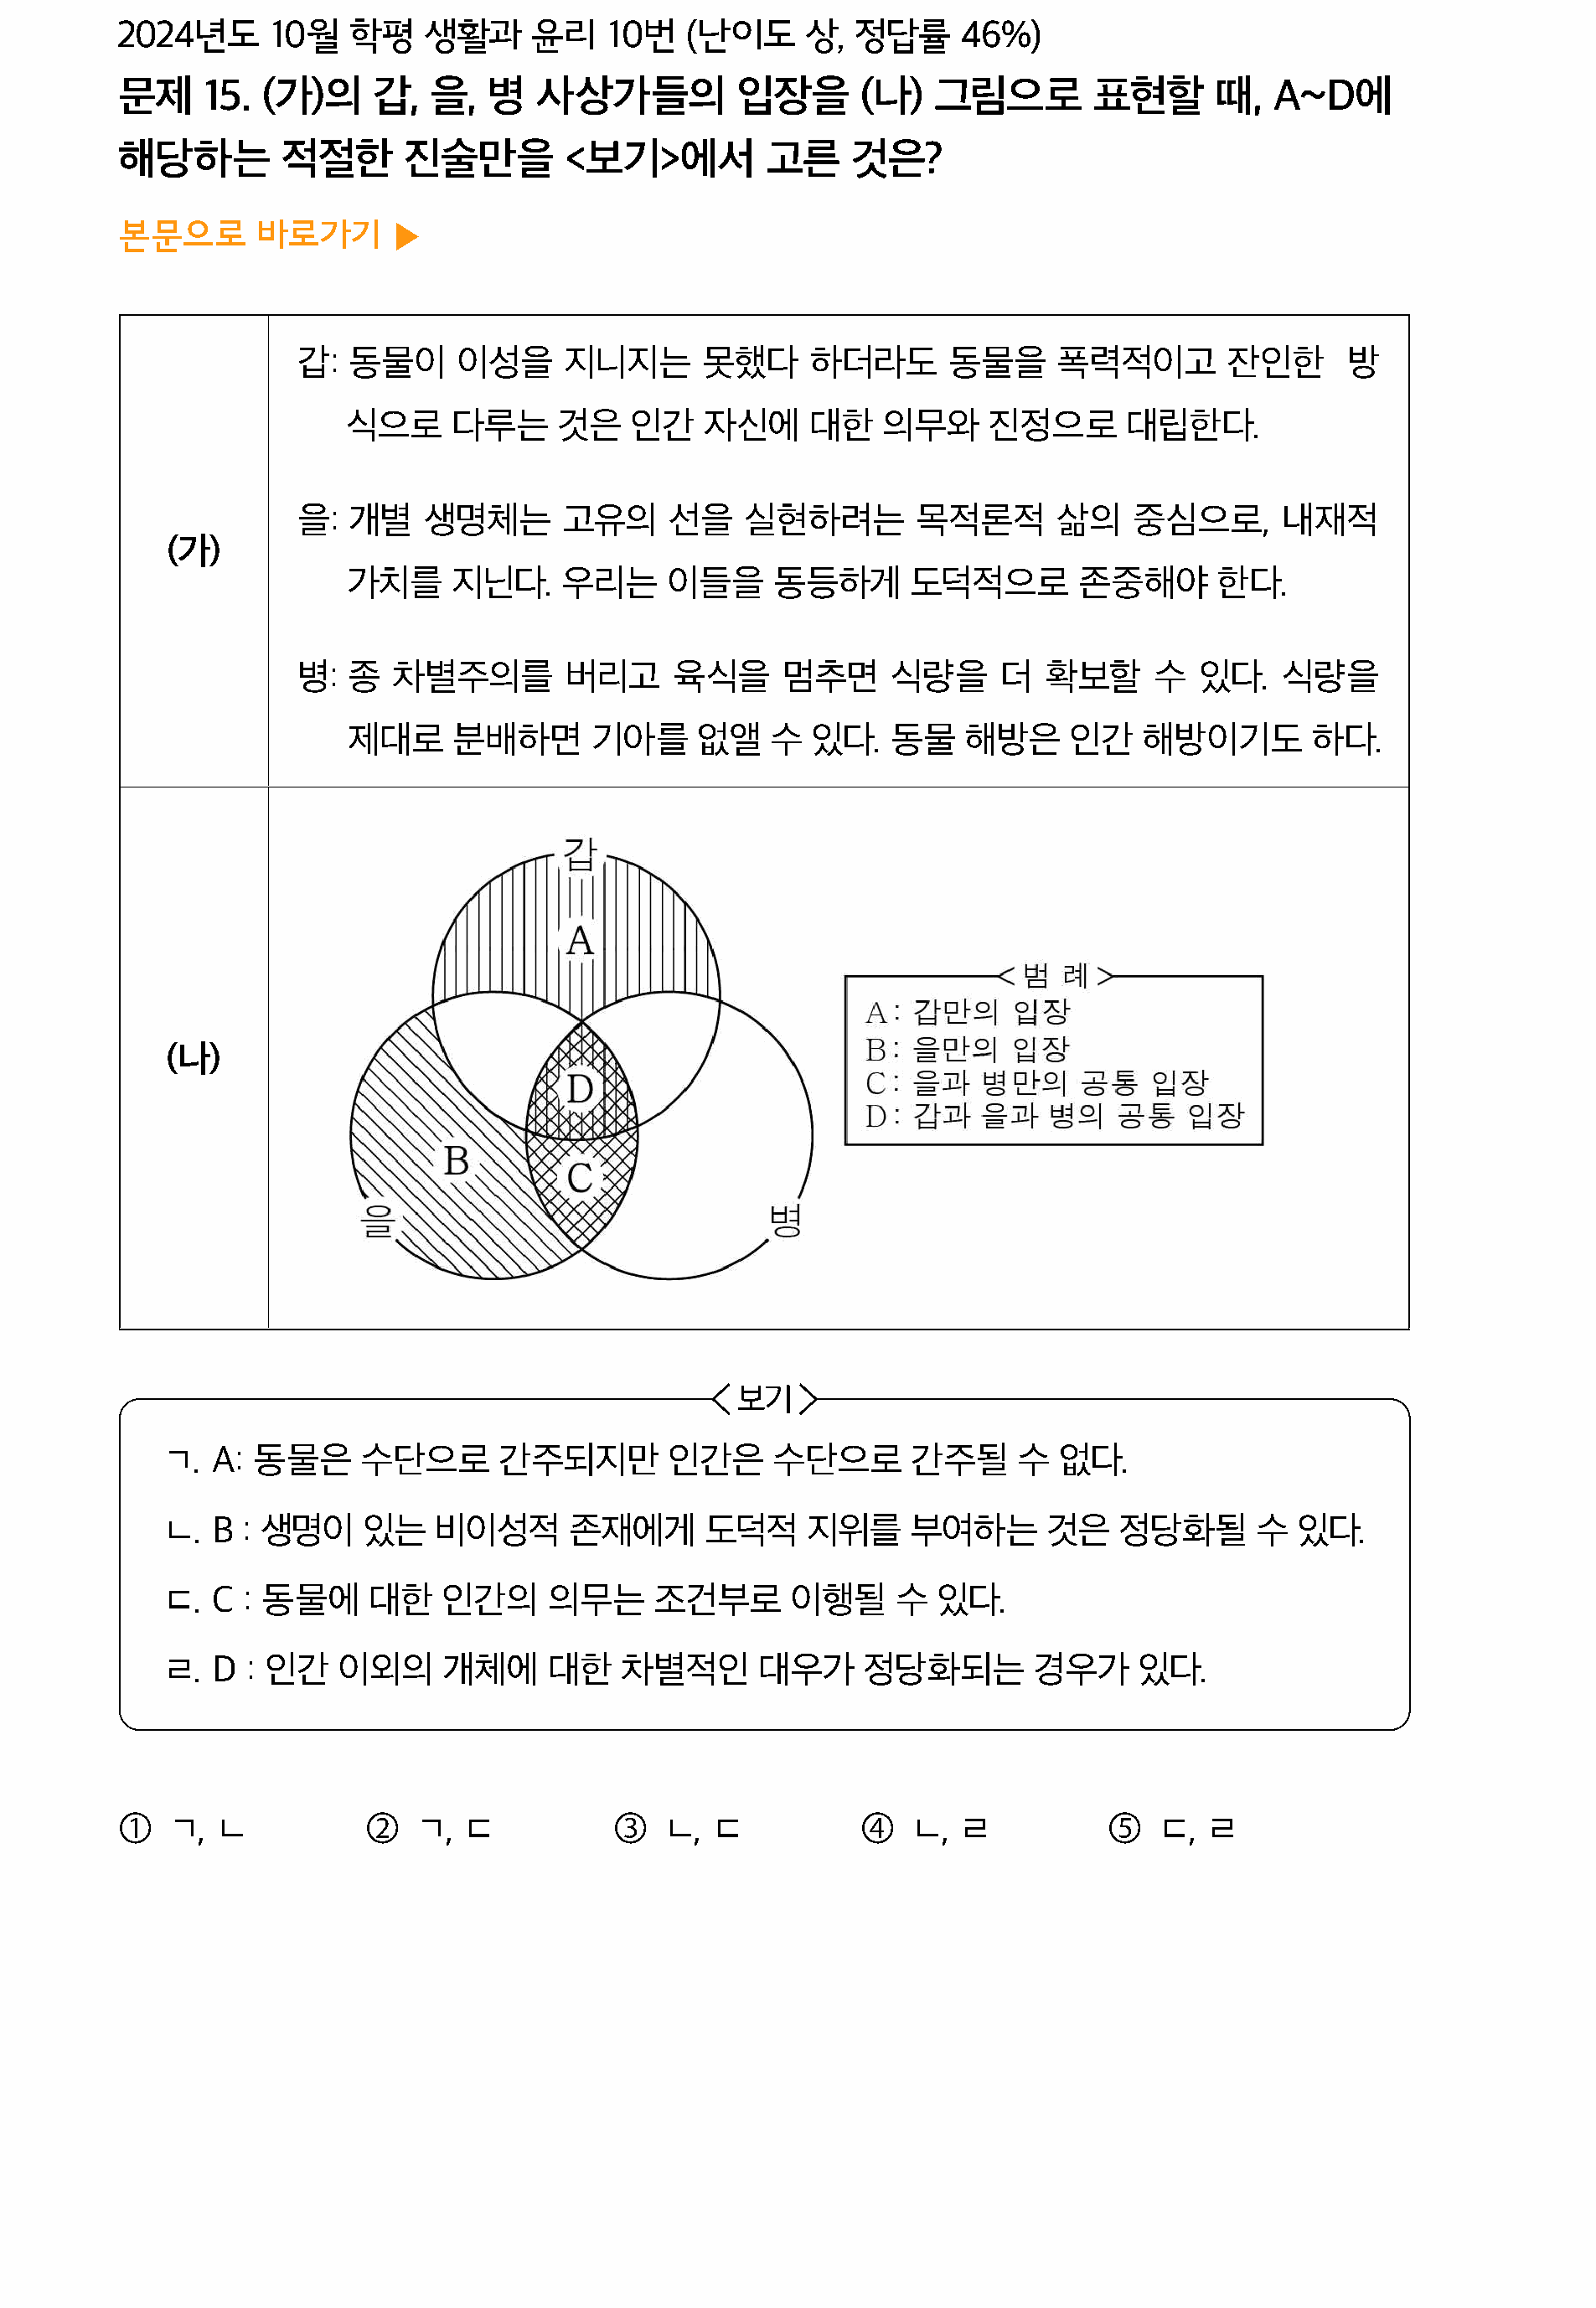 2024년도 10월 학평 생활과 윤리 10번 (난이도 상, 정답률 46%)
문제 15. (가)의 갑, 을, 병 사상가들의 입장을 (나) 그림으로 표현할 때, A~D에
해당하는 적절한 진술만을 <보기>에서 고른 것은?
본문으로 바로가기 ▶
(가)
갑: 동물이 이성을 지니지는 못했다 하더라도 동물을 폭력적이고 잔인한 방
식으로 다루는 것은 인간 자신에 대한 의무와 진정으로 대립한다.
을: 개별 생명체는 고유의 선을 실현하려는 목적론적 삶의 중심으로, 내재적
가치를 지닌다. 우리는 이들을 동등하게 도덕적으로 존중해야 한다.
병: 종 차별주의를 버리고 육식을 멈추면 식량을 더 확보할 수 있다. 식량을
제대로 분배하면 기아를 없앨 수 있다. 동물 해방은 인간 해방이기도 하다.
(나)
갑
A
D
B
C
을
병
<범 례>
A: 갑만의 입장
B: 을만의 입장
C: 을과 병만의 공통 입장
D: 갑과 을과 병의 공통 입장
<보기>
ㄱ. A: 동물은 수단으로 간주되지만 인간은 수단으로 간주될 수 없다.
ㄴ. B : 생명이 있는 비이성적 존재에게 도덕적 지위를 부여하는 것은 정당화될 수 있다.
ㄷ. C : 동물에 대한 인간의 의무는 조건부로 이행될 수 있다.
ㄹ. D : 인간 이외의 개체에 대한 차별적인 대우가 정당화되는 경우가 있다.
① ㄱ, ㄴ ② ㄱ, ㄷ ③ ㄴ, ㄷ ④ ㄴ, ㄹ ⑤ ㄷ, ㄹ